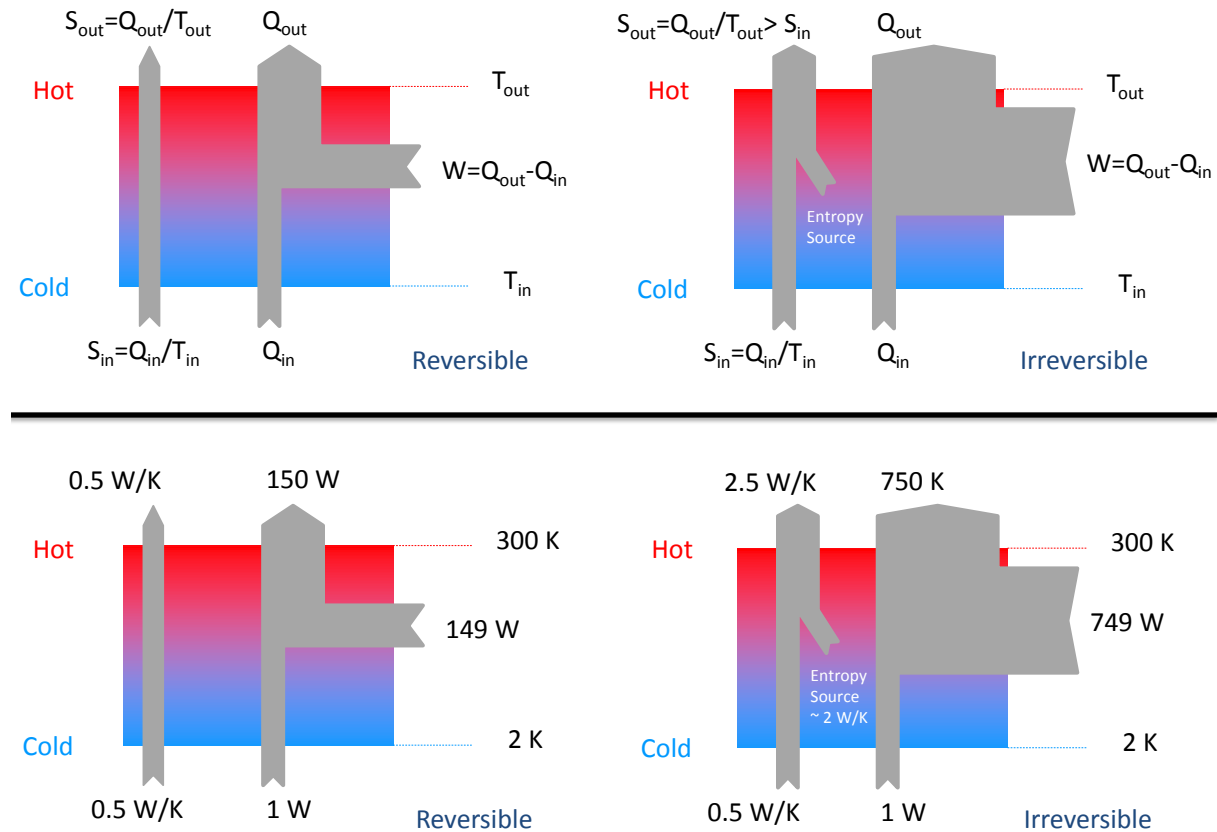 S_out=Q_out/T_out
Q_out
Hot
T_out
W=Q_out-Q_in
Cold
T_in
S_in=Q_in/T_in
Q_in
Reversible
S_out=Q_out/T_out> S_in
Q_out
Hot
T_out
W=Q_out-Q_in
Entropy
Source
Cold
T_in
S_in=Q_in/T_in
Q_in
Irreversible
0.5 W/K
150 W
Hot
300 K
149 W
Cold
2 K
0.5 W/K
1 W
Reversible
2.5 W/K
750 K
Hot
300 K
749 W
Entropy
Source
~ 2 W/K
Cold
2 K
0.5 W/K
1 W
Irreversible